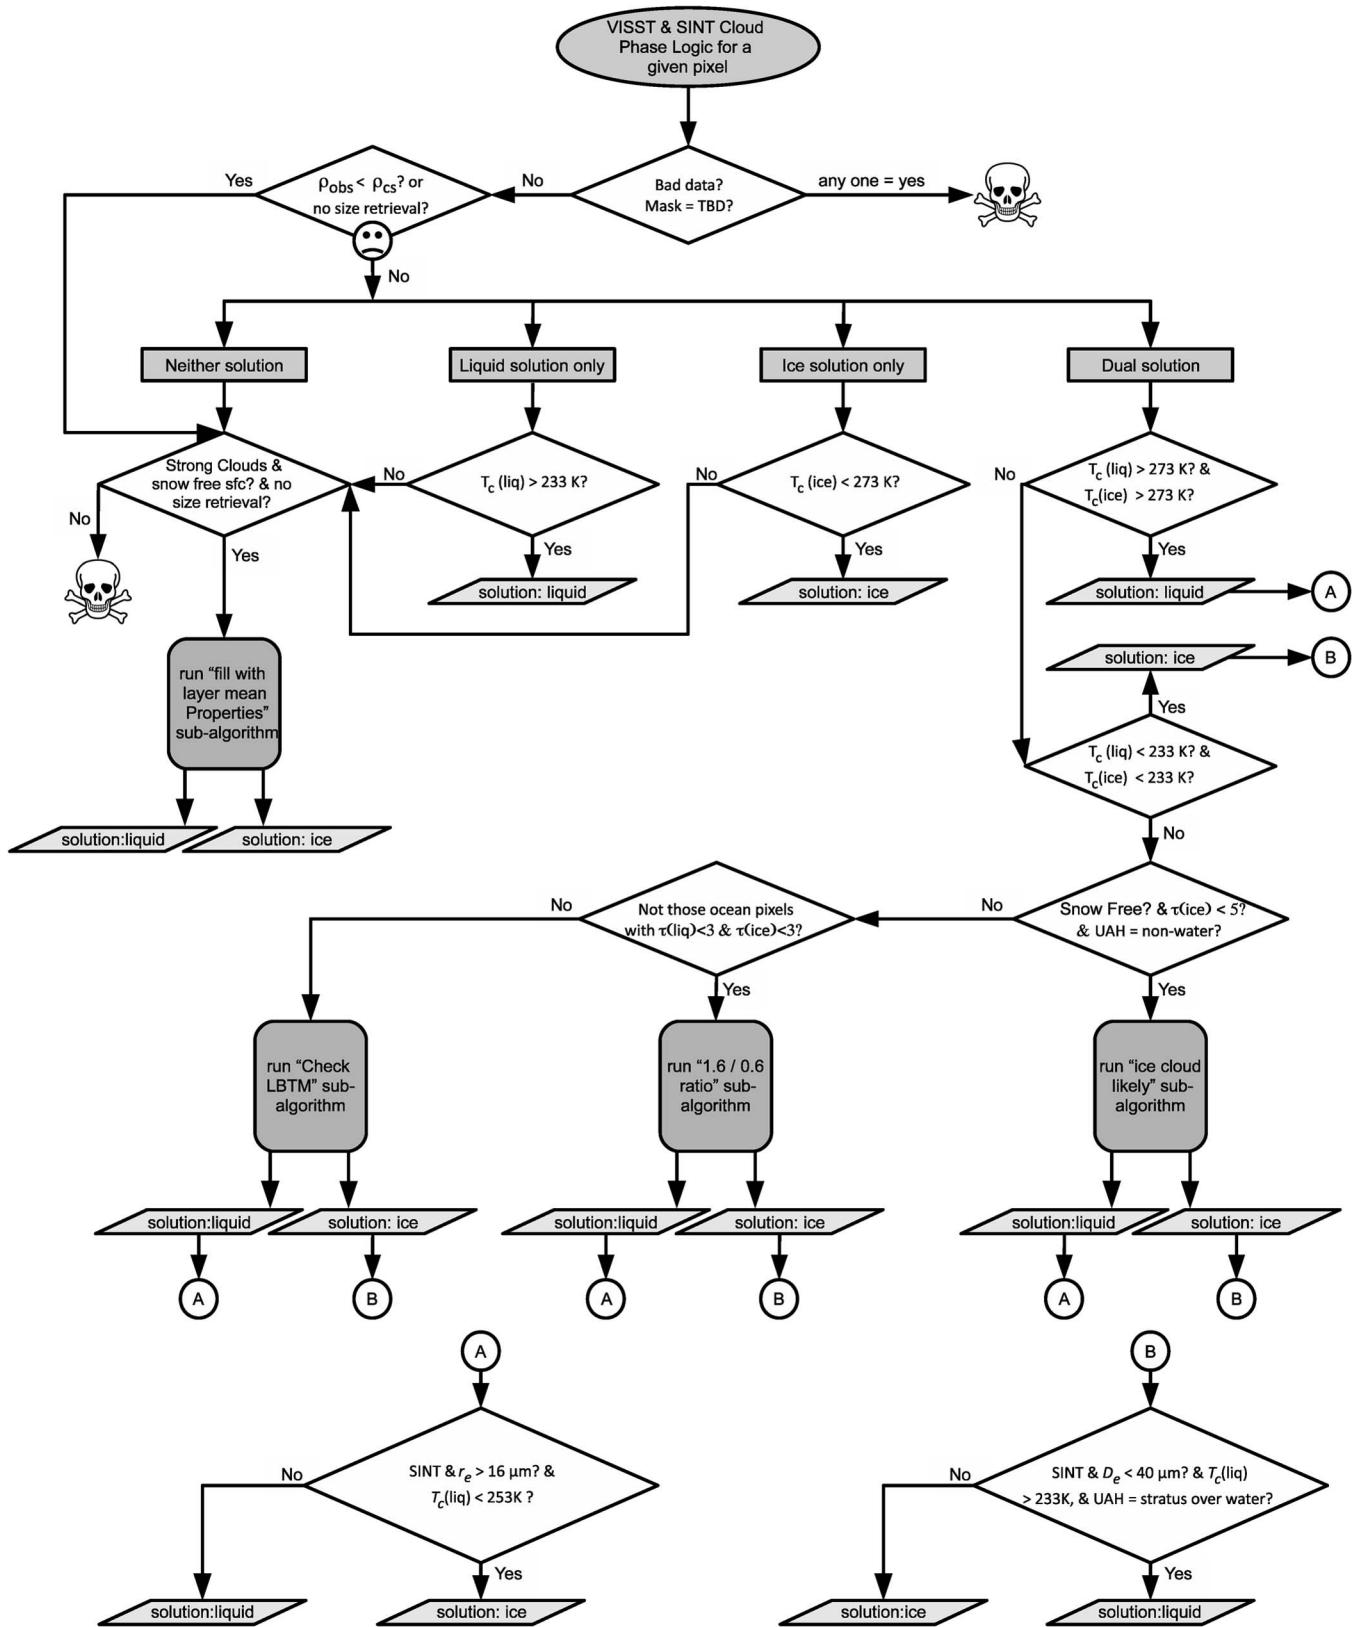 VISST & SINT Cloud
Phase Logic for a
given pixel
Yes
ρobs < ρcs? or
no size retrieval?
No
Bad data?
Mask = TBD?
any one = yes
No
Neither solution
Liquid solution only
Ice solution only
Dual solution
Strong Clouds &
snow free sfc? & no
size retrieval?
No
Tc (liq) > 233 K?
No
Tc (ice) < 273 K?
No
Tc (liq) > 273 K? &
Tc(ice) > 273 K?
No
Yes
Yes
Yes
Yes
solution: liquid
solution: ice
solution: liquid
A
solution: ice
B
Yes
run “fill with
layer mean
Properties”
sub-algorithm
Tc (liq) < 233 K? &
Tc(ice) < 233 K?
No
solution:liquid
solution: ice
No
Not those ocean pixels
with τ(liq)<3 & τ(ice)<3?
No
Snow Free? & τ(ice) < 5?
& UAH = non-water?
Yes
Yes
run “Check
LBTM” sub-
algorithm
run “1.6 / 0.6
ratio” sub-
algorithm
run “ice cloud
likely” sub-
algorithm
solution:liquid
solution: ice
solution:liquid
solution: ice
solution:liquid
solution: ice
A
B
A
B
A
B
A
B
No
SINT & re > 16 μm? &
Tc(liq) < 253K ?
No
SINT & De < 40 μm? & Tc(liq)
> 233K, & UAH = stratus over water?
Yes
Yes
solution:liquid
solution: ice
solution:ice
solution:liquid